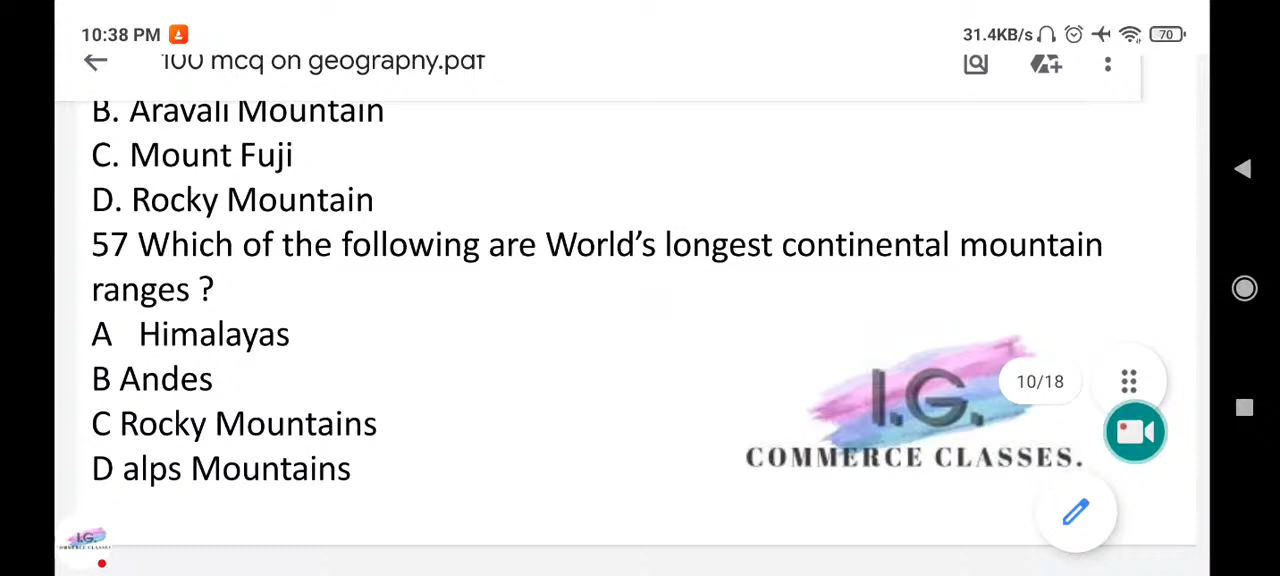 10:38 PM
31.4KB/s
70
100 mcq on geography.pdf
B. Aravali Mountain
C. Mount Fuji
D. Rocky Mountain
57 Which of the following are World's longest continental mountain
ranges ?
A Himalayas
B Andes
C Rocky Mountains
D alps Mountains
10/18
I.G.
COMMERCE CLASSES.
I.G.
OMMERCE CLASSES